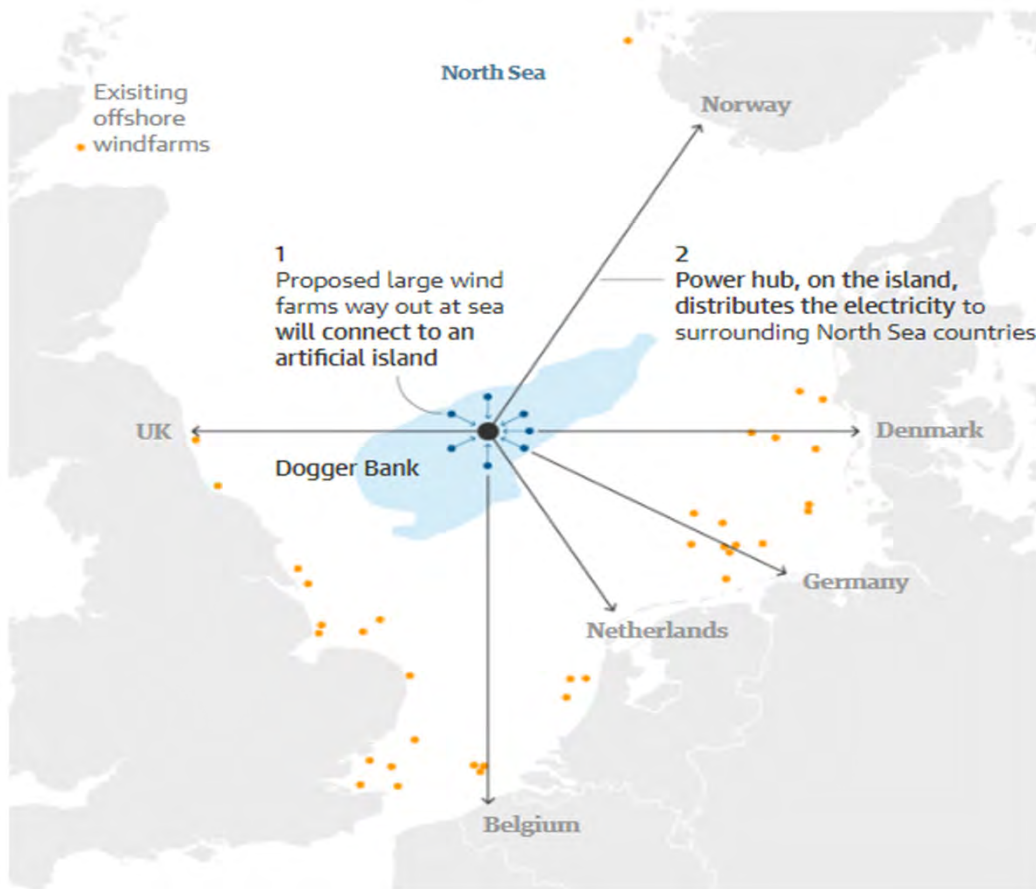 North Sea
Exisiting
offshore
windfarms
Norway
1
Proposed large wind
farms way out at sea
will connect to an
artificial island
2
Power hub, on the island,
distributes the electricity to
surrounding North Sea countries
UK
Denmark
Dogger Bank
Germany
Netherlands
Belgium